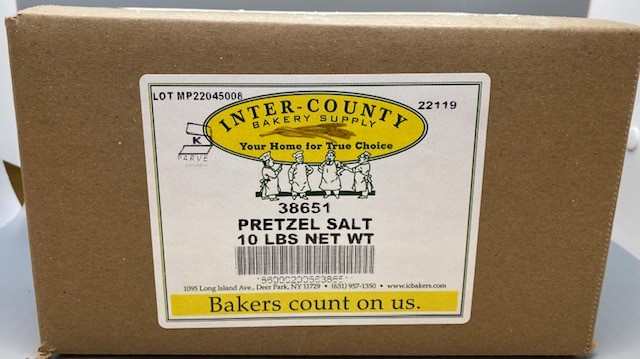 LOT MP22045008
22119
INTER-COUNTY
BAKERY SUPPLY
Your Home for True Choice
K
PARVE
38651
PRETZEL SALT
10 LBS NET WT
1095 Long Island Ave., Deer Park, NY 11729 • (631) 957-1350 • www.icbakers.com
Bakers count on us.